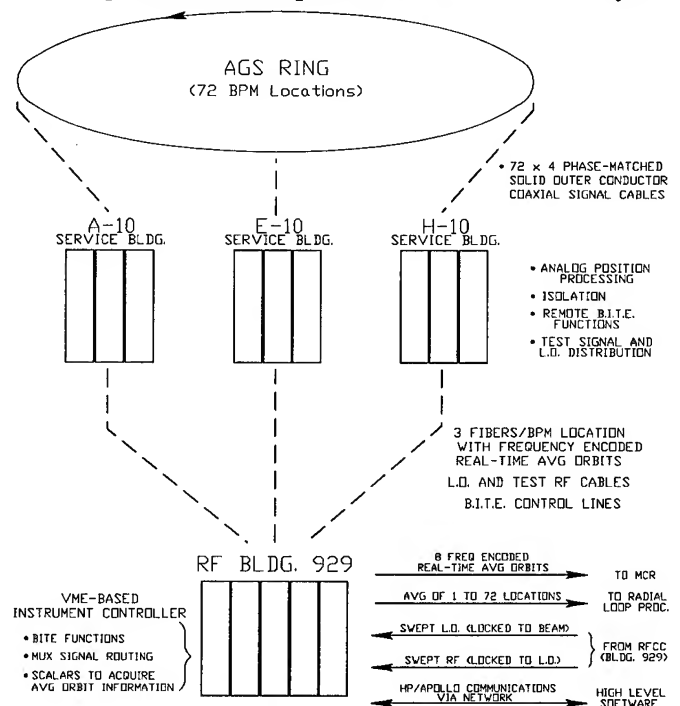 AGS RING
(72 BPM Locations)
• 72 x 4 PHASE-MATCHED
SOLID OUTER CONDUCTOR
COAXIAL SIGNAL CABLES
A-10
SERVICE BLDG.
E-10
SERVICE BLDG.
H-10
SERVICE BLDG.
• ANALOG POSITION
PROCESSING
• ISOLATION
• REMOTE B.I.T.E.
FUNCTIONS
• TEST SIGNAL AND
L.O. DISTRIBUTION
3 FIBERS/BPM LOCATION
WITH FREQUENCY ENCODED
REAL-TIME AVG ORBITS
L.O. AND TEST RF CABLES
B.I.T.E. CONTROL LINES
RF BLDG. 929
VME-BASED
INSTRUMENT CONTROLLER
• BITE FUNCTIONS
• MUX SIGNAL ROUTING
• SCALARS TO ACQUIRE
AVG ORBIT INFORMATION
8 FREQ ENCODED
REAL-TIME AVG ORBITS
TO MCR
AVG OF 1 TO 72 LOCATIONS
TO RADIAL
LOOP PROC.
SWEPT L.O. (LOCKED TO BEAM)
SWEPT RF (LOCKED TO L.O.)
FROM RFCC
(BLDG. 929)
HP/APOLLO COMMUNICATIONS
VIA NETWORK
HIGH LEVEL
SOFTWARE